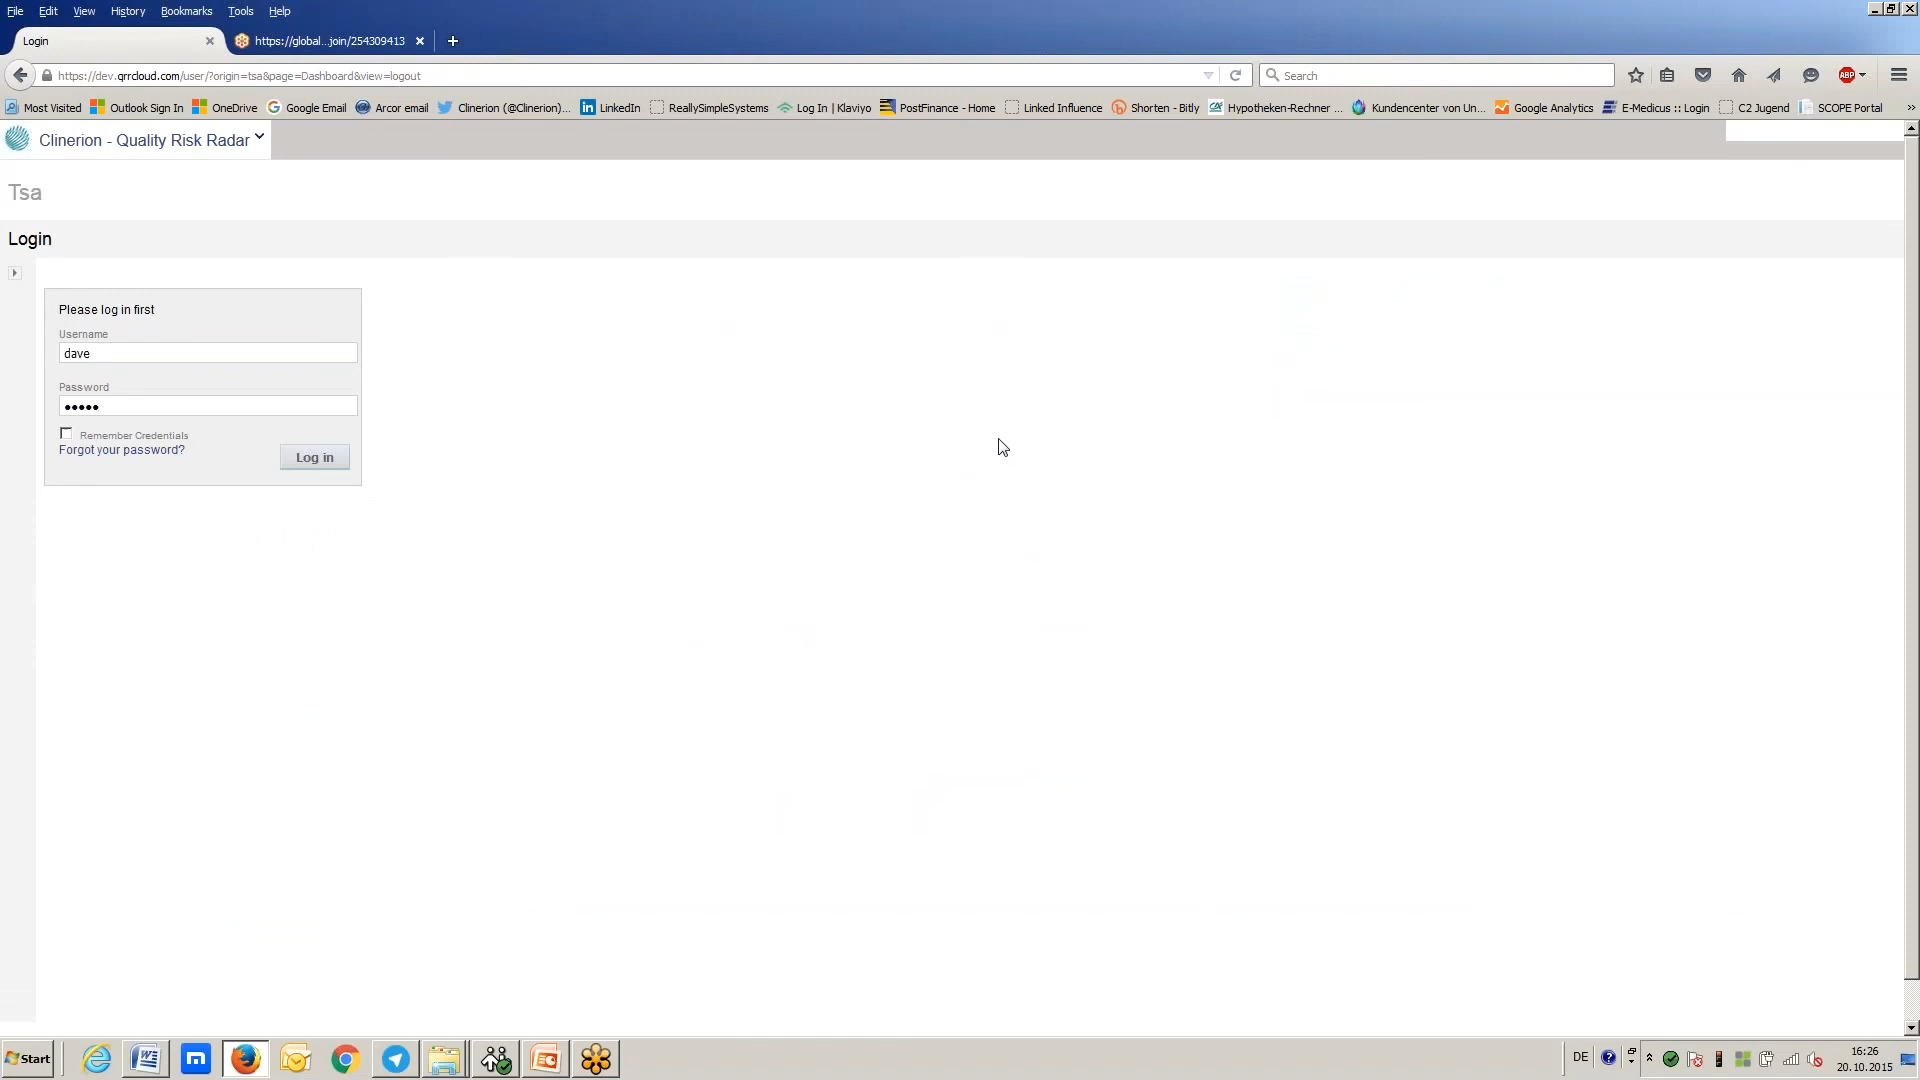 File Edit View History Bookmarks Tools Help
Login
https://global...join/254309413
https://dev.qrrcloud.com/user/?origin=tsa&page=Dashboard&view=logout
Search
ABP
Most Visited Outlook Sign In OneDrive Google Email Arcor email Clinerion (@Clinerion)... LinkedIn ReallySimpleSystems Log In | Klaviyo PostFinance - Home Linked Influence Shorten - Bitly Hypotheken-Rechner ... Kundencenter von Un... Google Analytics E-Medicus :: Login C2 Jugend SCOPE Portal
Clinerion - Quality Risk Radar
Tsa
Login
Please log in first
Username
dave
Password
•••••
Remember Credentials
Forgot your password?
Log in
Start
DE
16:26
20.10.2015